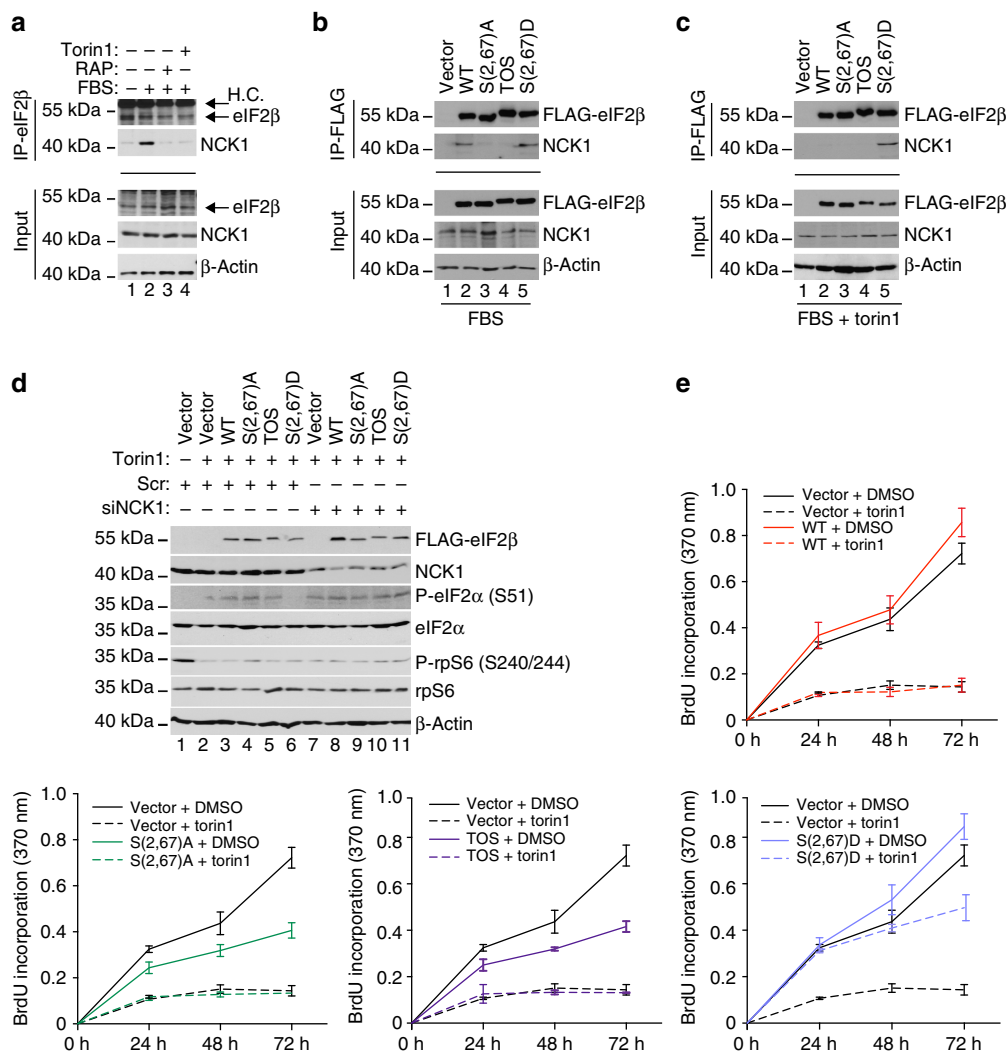 a
Torin1: – – – +
RAP: – – + –
FBS: – + + +
IP-eIF2β
55 kDa
H.C.
eIF2β
40 kDa
NCK1
Input
55 kDa
eIF2β
40 kDa
NCK1
40 kDa
β-Actin
1 2 3 4
b
Vector WT S(2,67)A TOS S(2,67)D
IP-FLAG
55 kDa
FLAG-eIF2β
40 kDa
NCK1
Input
55 kDa
FLAG-eIF2β
40 kDa
NCK1
40 kDa
β-Actin
1 2 3 4 5
FBS
c
Vector WT S(2,67)A TOS S(2,67)D
IP-FLAG
55 kDa
FLAG-eIF2β
40 kDa
NCK1
Input
55 kDa
FLAG-eIF2β
40 kDa
NCK1
40 kDa
β-Actin
1 2 3 4 5
FBS + torin1
d
Vector Vector WT S(2,67)A TOS S(2,67)D Vector WT S(2,67)A TOS S(2,67)D
Torin1: – + + + + + + + + + +
Scr: + + + + + + – – – – –
siNCK1: – – – – – – + + + + +
55 kDa
FLAG-eIF2β
40 kDa
NCK1
35 kDa
P-eIF2α (S51)
35 kDa
eIF2α
35 kDa
P-rpS6 (S240/244)
35 kDa
rpS6
40 kDa
β-Actin
1 2 3 4 5 6 7 8 9 10 11
e
BrdU incorporation (370 nm)
1.0
0.8
0.6
0.4
0.2
0
Vector + DMSO
Vector + torin1
WT + DMSO
WT + torin1
0 h 24 h 48 h 72 h
BrdU incorporation (370 nm)
1.0
0.8
0.6
0.4
0.2
0
Vector + DMSO
Vector + torin1
S(2,67)A + DMSO
S(2,67)A + torin1
0 h 24 h 48 h 72 h
BrdU incorporation (370 nm)
1.0
0.8
0.6
0.4
0.2
0
Vector + DMSO
Vector + torin1
TOS + DMSO
TOS + torin1
0 h 24 h 48 h 72 h
BrdU incorporation (370 nm)
1.0
0.8
0.6
0.4
0.2
0
Vector + DMSO
Vector + torin1
S(2,67)D + DMSO
S(2,67)D + torin1
0 h 24 h 48 h 72 h